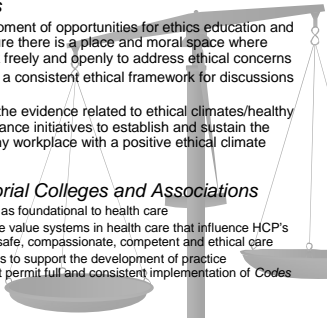 s
oment of opportunities for ethics education and
re there is a place and moral space where
freely and openly to address ethical concerns
a consistent ethical framework for discussions
the evidence related to ethical climates/healthy
ance initiatives to establish and sustain the
y workplace with a positive ethical climate
orial Colleges and Associations
as foundational to health care
e value systems in health care that influence HCP's
safe, compassionate, competent and ethical care
s to support the development of practice
t permit full and consistent implementation of Codes